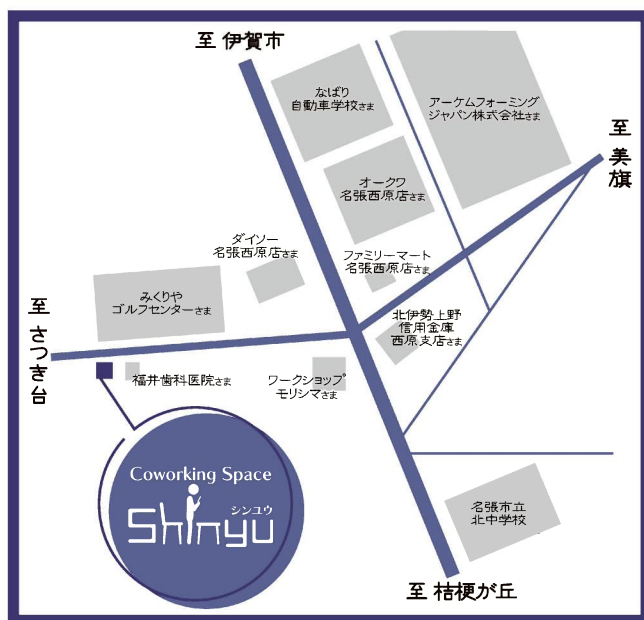 至 伊賀市
なばり
自動車学校さま
アーケムフォーミング
ジャパン株式会社さま
至 美旗
オークワ
名張西原店さま
ダイソー
名張西原店さま
ファミリーマート
名張西原店さま
みくりや
ゴルフセンターさま
至 さつき台
北伊勢上野
信用金庫
西原支店さま
福井歯科医院さま
ワークショップ
モリシマさま
Coworking Space
シンユウ
Shinyu
名張市立
北中学校
至 桔梗が丘